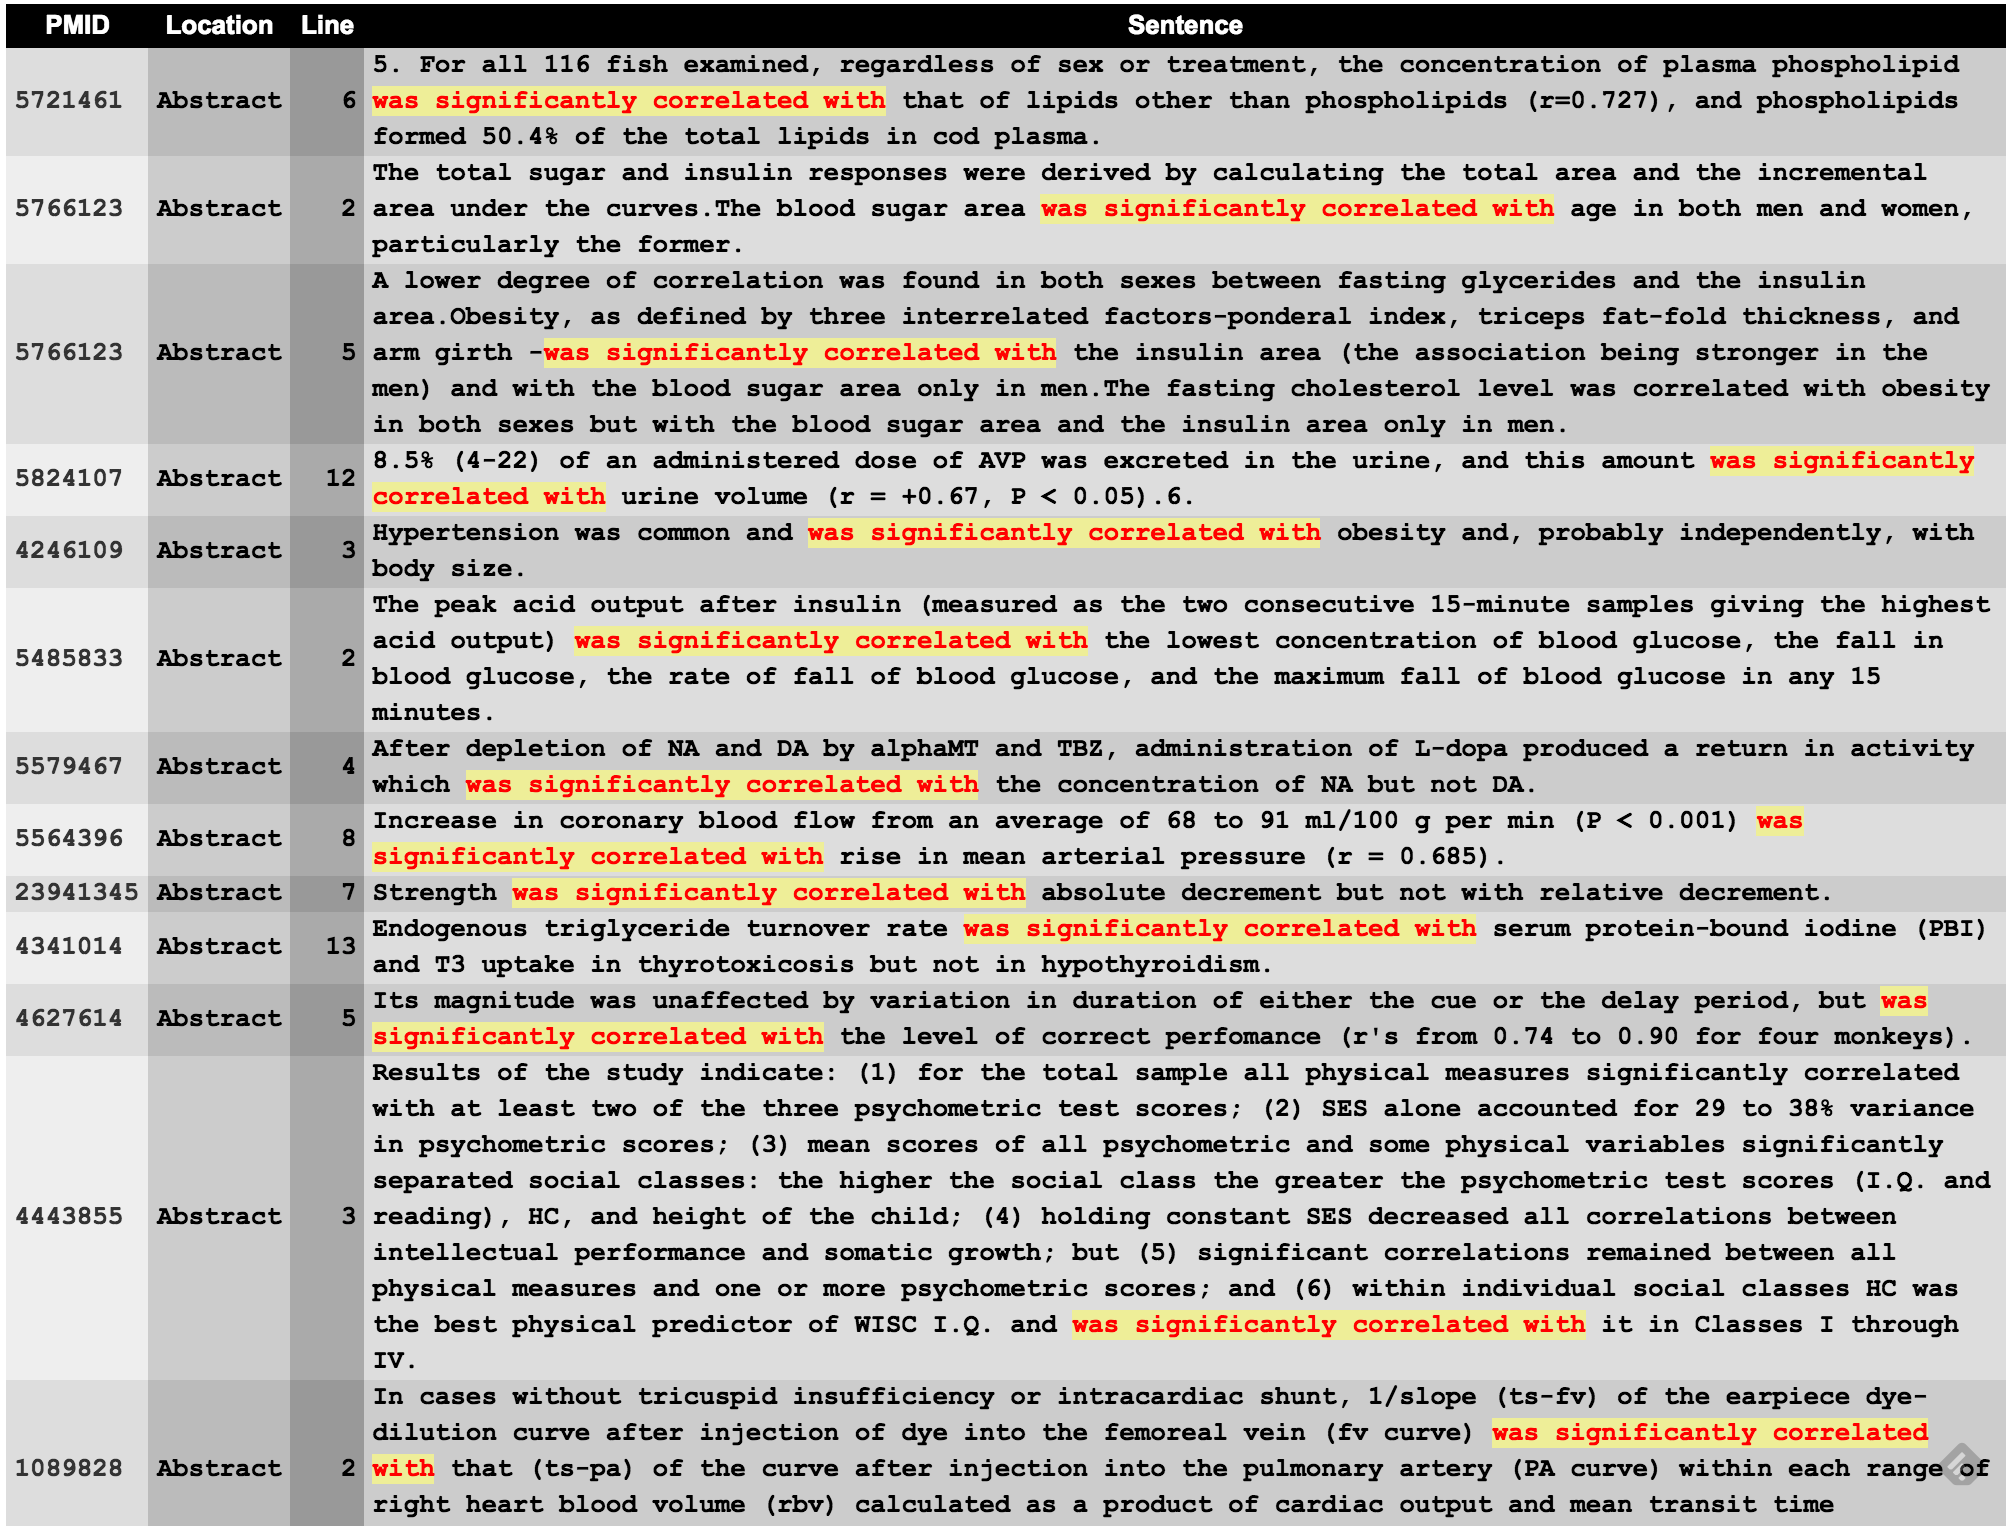 PMID Location Line Sentence
5. For all 116 fish examined, regardless of sex or treatment, the concentration of plasma phospholipid
5721461 Abstract 6 was significantly correlated with that of lipids other than phospholipids (r=0.727), and phospholipids
formed 50.4% of the total lipids in cod plasma.
The total sugar and insulin responses were derived by calculating the total area and the incremental
5766123 Abstract 2 area under the curves.The blood sugar area was significantly correlated with age in both men and women,
particularly the former.
A lower degree of correlation was found in both sexes between fasting glycerides and the insulin
area.Obesity, as defined by three interrelated factors-ponderal index, triceps fat-fold thickness, and
5766123 Abstract 5 arm girth -was significantly correlated with the insulin area (the association being stronger in the
men) and with the blood sugar area only in men.The fasting cholesterol level was correlated with obesity
in both sexes but with the blood sugar area and the insulin area only in men.
5824107 Abstract 12 8.5% (4-22) of an administered dose of AVP was excreted in the urine, and this amount was significantly
correlated with urine volume (r = +0.67, P < 0.05).6.
4246109 Abstract 3 Hypertension was common and was significantly correlated with obesity and, probably independently, with
body size.
The peak acid output after insulin (measured as the two consecutive 15-minute samples giving the highest
5485833 Abstract 2 acid output) was significantly correlated with the lowest concentration of blood glucose, the fall in
blood glucose, the rate of fall of blood glucose, and the maximum fall of blood glucose in any 15
minutes.
5579467 Abstract 4 After depletion of NA and DA by alphaMT and TBZ, administration of L-dopa produced a return in activity
which was significantly correlated with the concentration of NA but not DA.
5564396 Abstract 8 Increase in coronary blood flow from an average of 68 to 91 ml/100 g per min (P < 0.001) was
significantly correlated with rise in mean arterial pressure (r = 0.685).
23941345 Abstract 7 Strength was significantly correlated with absolute decrement but not with relative decrement.
4341014 Abstract 13 Endogenous triglyceride turnover rate was significantly correlated with serum protein-bound iodine (PBI)
and T3 uptake in thyrotoxicosis but not in hypothyroidism.
4627614 Abstract 5 Its magnitude was unaffected by variation in duration of either the cue or the delay period, but was
significantly correlated with the level of correct perfomance (r's from 0.74 to 0.90 for four monkeys).
Results of the study indicate: (1) for the total sample all physical measures significantly correlated
with at least two of the three psychometric test scores; (2) SES alone accounted for 29 to 38% variance
in psychometric scores; (3) mean scores of all psychometric and some physical variables significantly
separated social classes: the higher the social class the greater the psychometric test scores (I.Q. and
4443855 Abstract 3 reading), HC, and height of the child; (4) holding constant SES decreased all correlations between
intellectual performance and somatic growth; but (5) significant correlations remained between all
physical measures and one or more psychometric scores; and (6) within individual social classes HC was
the best physical predictor of WISC I.Q. and was significantly correlated with it in Classes I through
IV.
In cases without tricuspid insufficiency or intracardiac shunt, 1/slope (ts-fv) of the earpiece dye-
dilution curve after injection of dye into the femoreal vein (fv curve) was significantly correlated
1089828 Abstract 2 with that (ts-pa) of the curve after injection into the pulmonary artery (PA curve) within each range of
right heart blood volume (rbv) calculated as a product of cardiac output and mean transit time